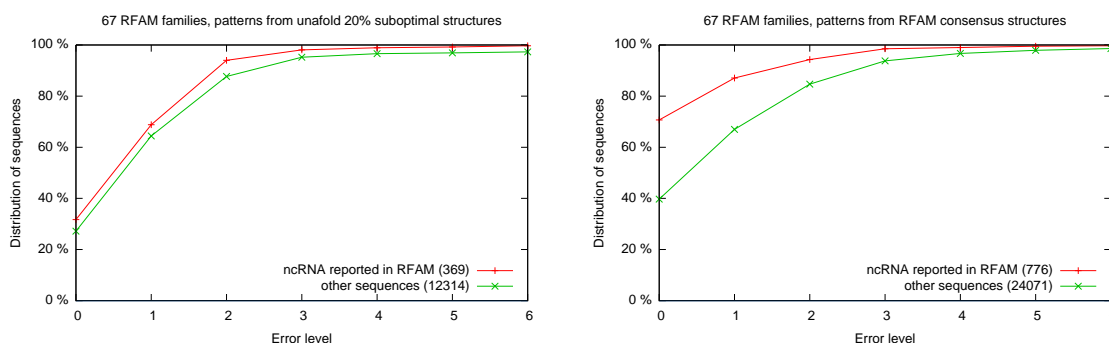 67 RFAM families, patterns from unafold 20% suboptimal structures
100 %
80 %
60 %
40 %
20 %
0 %
Distribution of sequences
ncRNA reported in RFAM (369)
other sequences (12314)
0 1 2 3 4 5 6
Error level
67 RFAM families, patterns from RFAM consensus structures
100 %
80 %
60 %
40 %
20 %
0 %
Distribution of sequences
ncRNA reported in RFAM (776)
other sequences (24071)
0 1 2 3 4 5
Error level